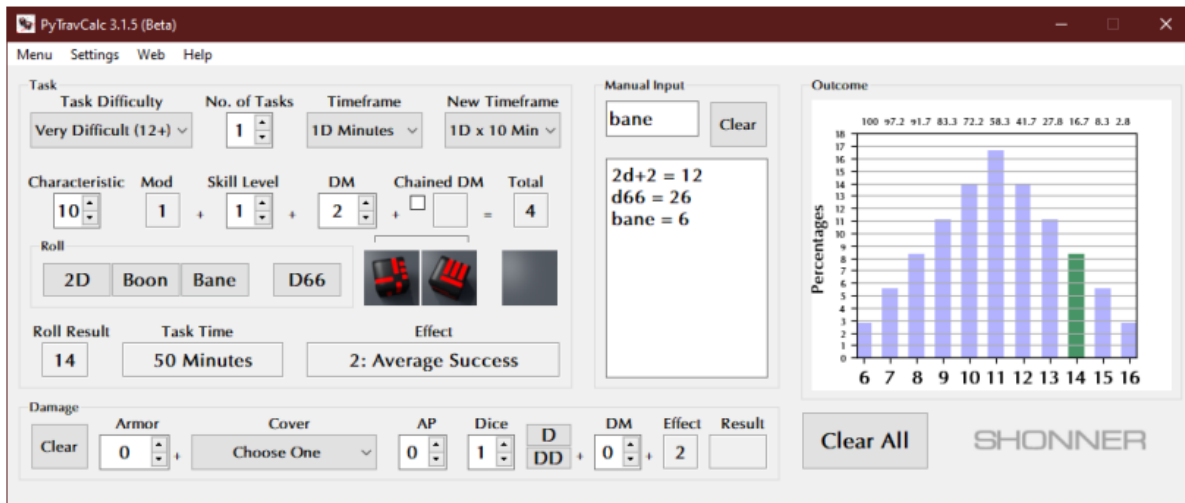 PyTravCalc 3.1.5 (Beta)
Menu Settings Web Help
Task
Task Difficulty No. of Tasks Timeframe New Timeframe
Very Difficult (12+) 1 1D Minutes 1D x 10 Min
Characteristic Mod Skill Level DM Chained DM Total
10 1 + 1 + 2 + = 4
Roll
2D Boon Bane D66
Roll Result Task Time Effect
14 50 Minutes 2: Average Success
Manual Input
bane Clear
2d+2 = 12
d66 = 26
bane = 6
Outcome
100 97.2 91.7 83.3 72.2 58.3 41.7 27.8 16.7 8.3 2.8
Percentages
18
17
16
15
14
13
12
11
10
9
8
7
6
5
4
3
2
1
0
6 7 8 9 10 11 12 13 14 15 16
Damage
Armor Cover AP Dice DM Effect Result
Clear 0 + Choose One 0 1 D DD + 0 + 2
Clear All
SHONNER